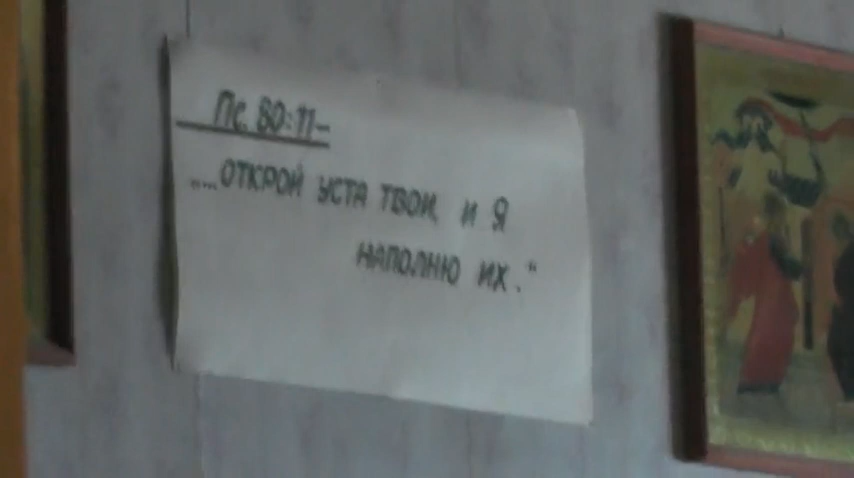 Пс. 80:11-
„...ОТКРОЙ УСТА ТВОИ, И Я
НАПОЛНЮ ИХ."